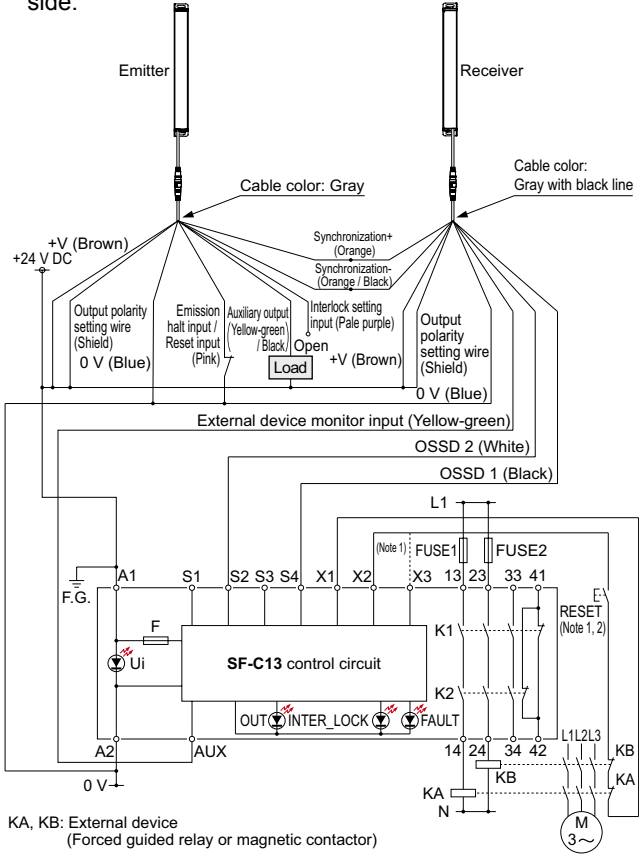 side.
Emitter
Receiver
Cable color: Gray
Cable color:
Gray with black line
+V (Brown)
+24 V DC
Synchronization+
(Orange)
Synchronization-
(Orange / Black)
Output polarity
setting wire
(Shield)
0 V (Blue)
Emission
halt input /
Reset input
(Pink)
Auxiliary output
(Yellow-green
/ Black)
Interlock setting
input (Pale purple)
Open
Load
+V (Brown)
Output
polarity
setting wire
(Shield)
0 V (Blue)
External device monitor input (Yellow-green)
OSSD 2 (White)
OSSD 1 (Black)
L1
(Note 1)
FUSE1
FUSE2
F.G.
A1
S1
S2
S3
S4
X1
X2
X3
13
23
33
41
RESET
(Note 1, 2)
F
Ui
SF-C13 control circuit
K1
K2
OUT
INTER_LOCK
FAULT
A2
AUX
14
24
34
42
L1L2L3
KB
KA
KB
KA
0 V
N
M
3~
KA, KB: External device
(Forced guided relay or magnetic contactor)